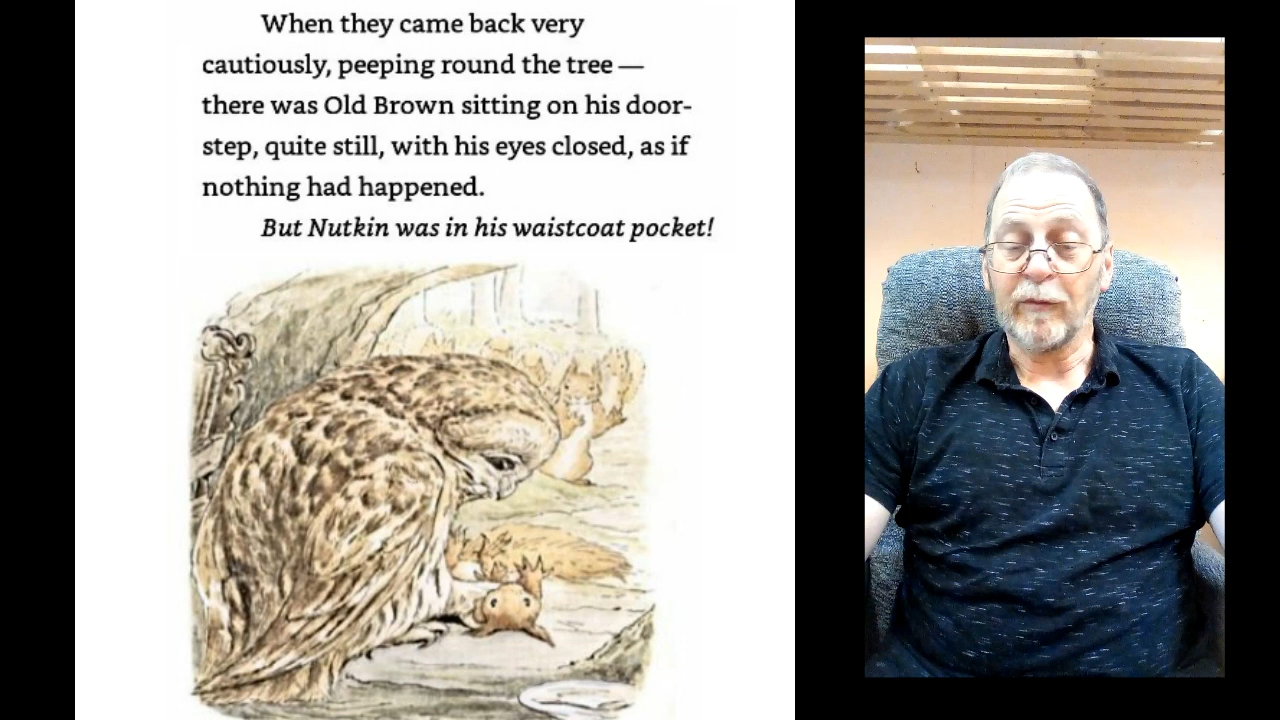 When they came back very
cautiously, peeping round the tree —
there was Old Brown sitting on his door-
step, quite still, with his eyes closed, as if
nothing had happened.
But Nutkin was in his waistcoat pocket!